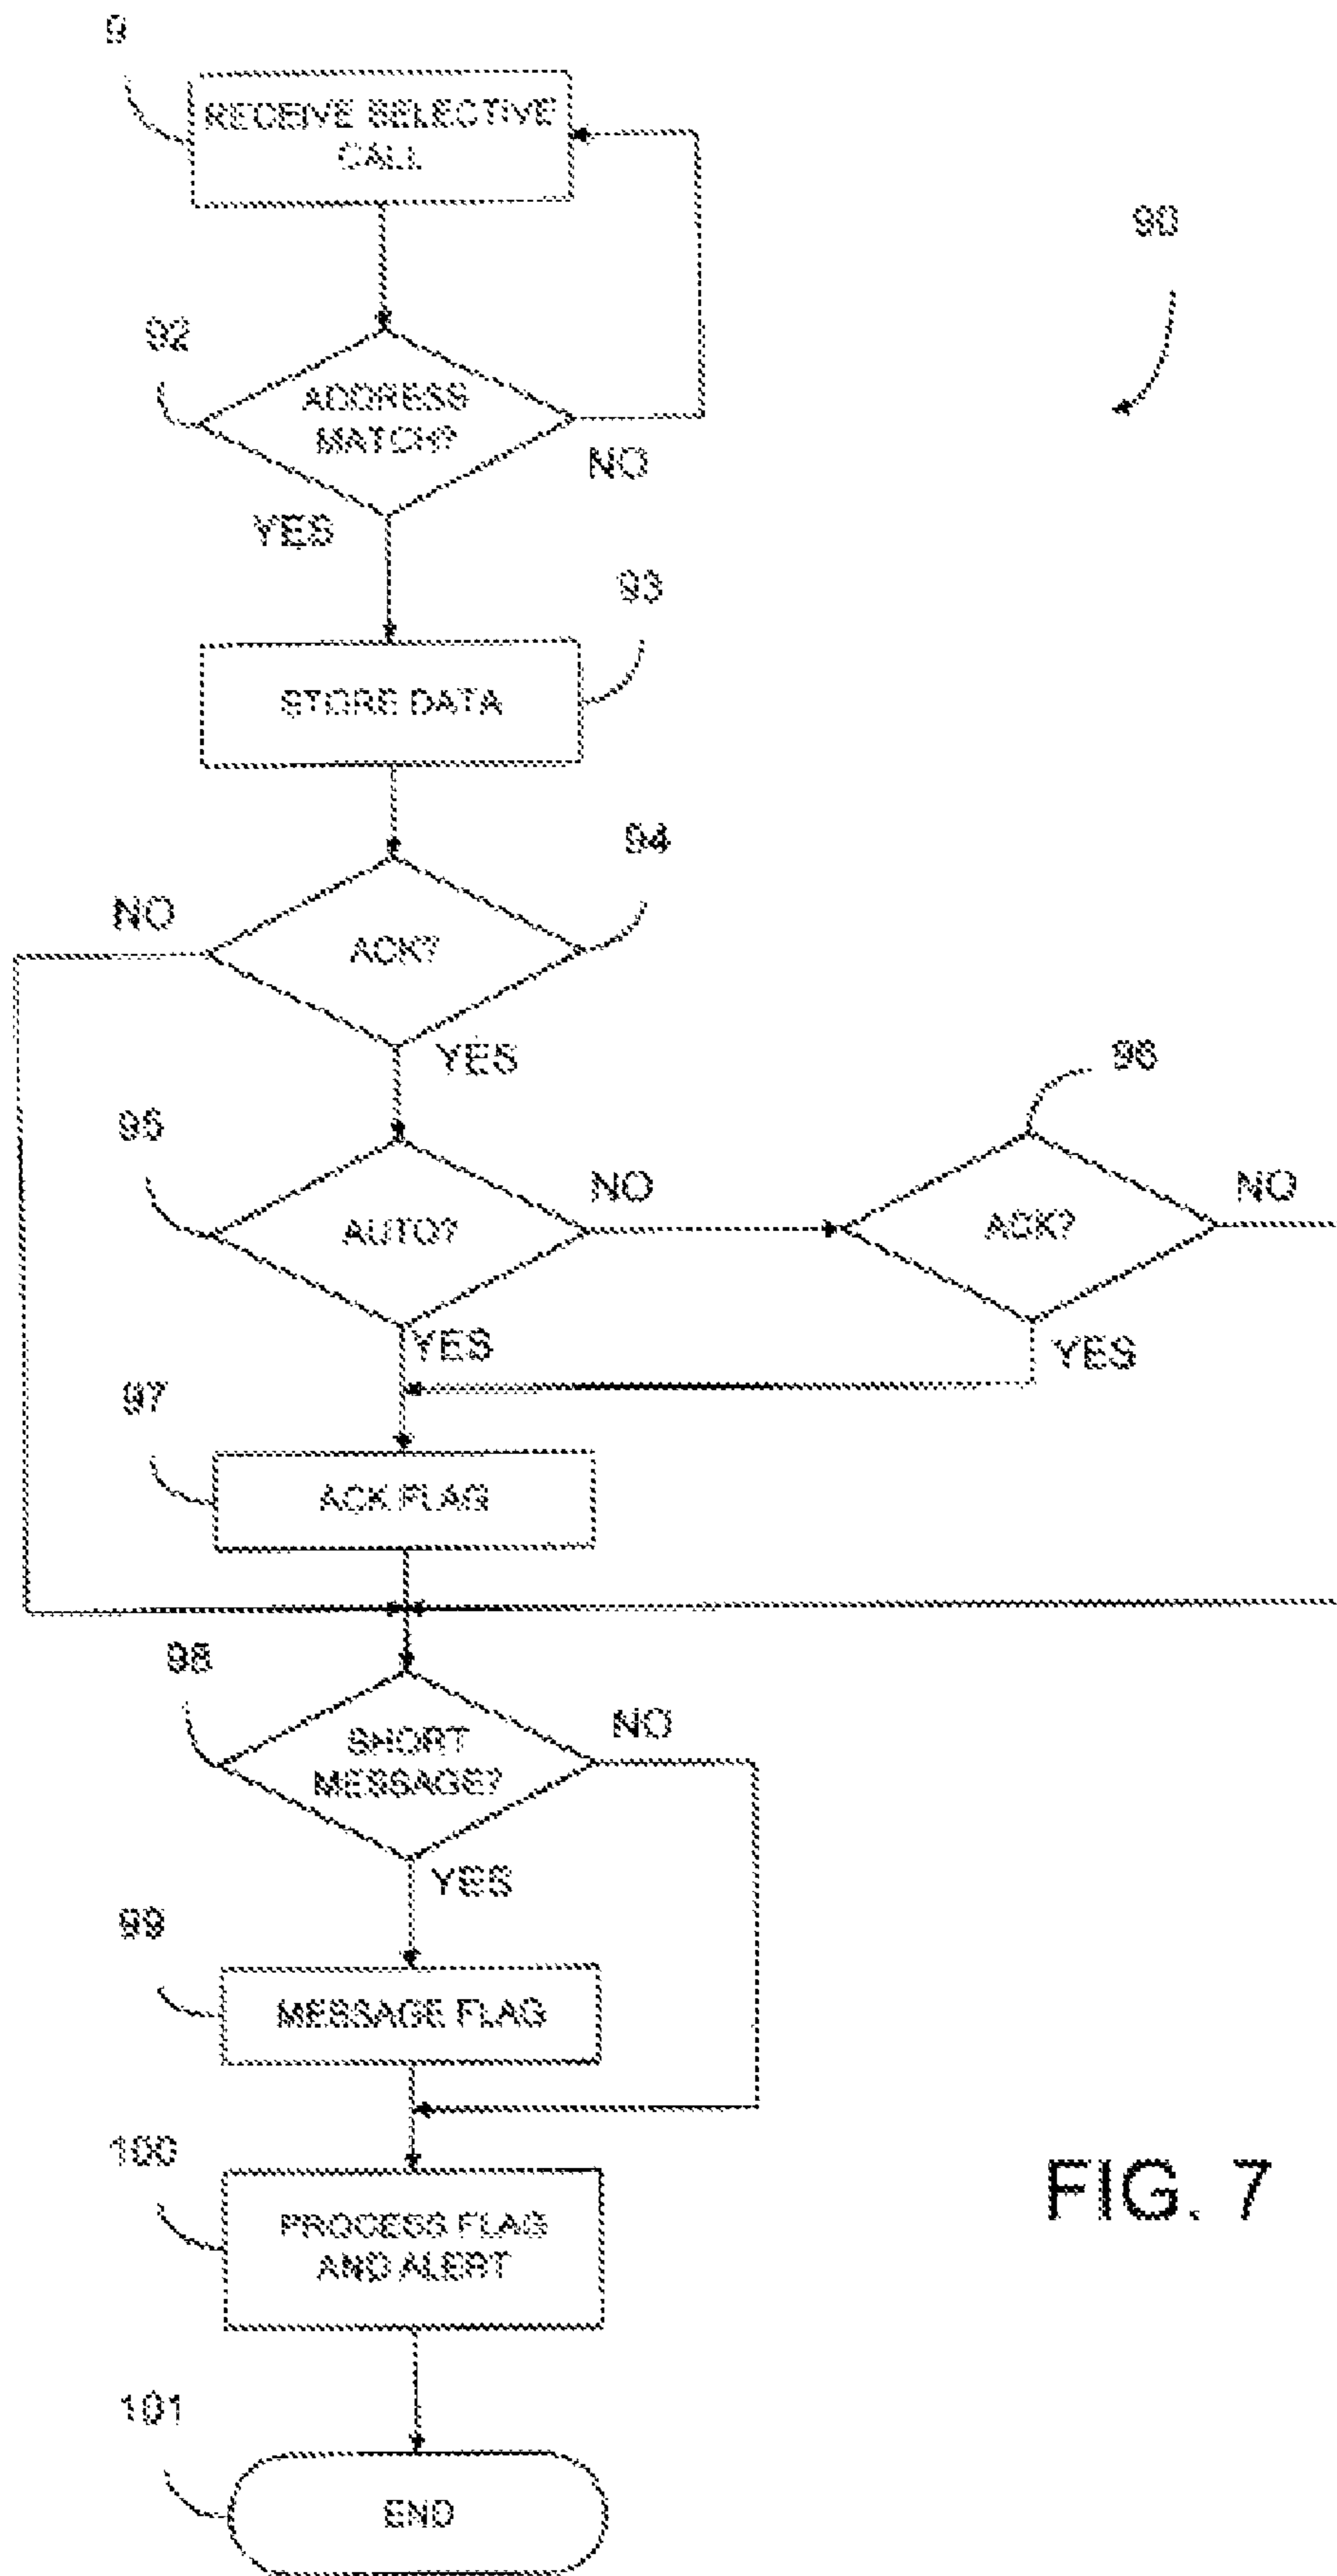 9
RECEIVE SELECTIVE
CALL
90
92
ADDRESS
MATCH?
NO
YES
93
STORE DATA
94
NO
ACK?
YES
96
95
NO
NO
AUTO?
ACK?
YES
YES
97
ACK FLAG
98
NO
SHORT
MESSAGE?
YES
99
MESSAGE FLAG
100
PROCESS FLAG
AND ALERT
FIG. 7
101
END